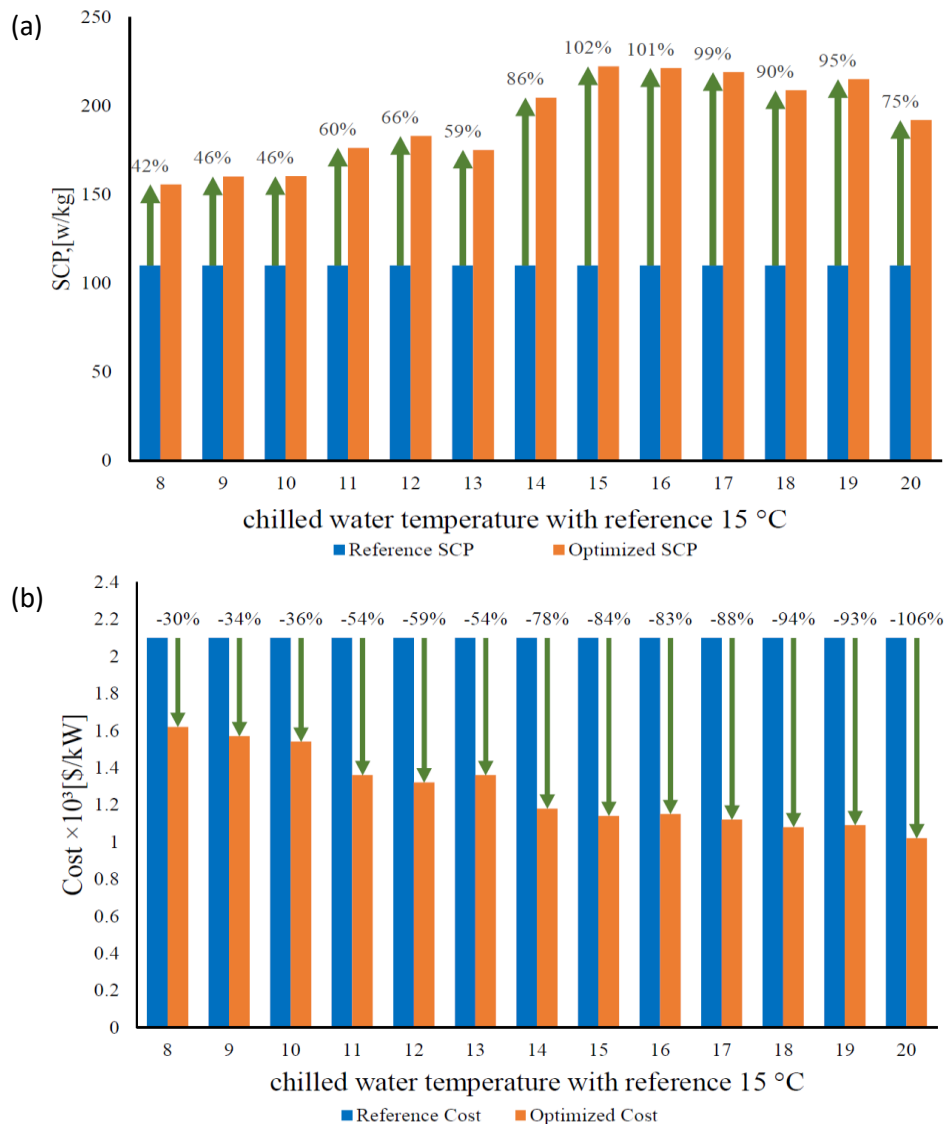 (a)
SCP,[w/kg]
250
200
150
100
50
0
42%
46%
46%
60%
66%
59%
86%
102%
101%
99%
90%
95%
75%
8 9 10 11 12 13 14 15 16 17 18 19 20
chilled water temperature with reference 15 °C
Reference SCP Optimized SCP
(b)
Cost ×10³[$/kW]
2.4
2.2
2
1.8
1.6
1.4
1.2
1
0.8
0.6
0.4
0.2
0
-30% -34% -36% -54% -59% -54% -78% -84% -83% -88% -94% -93% -106%
8 9 10 11 12 13 14 15 16 17 18 19 20
chilled water temperature with reference 15 °C
Reference Cost Optimized Cost